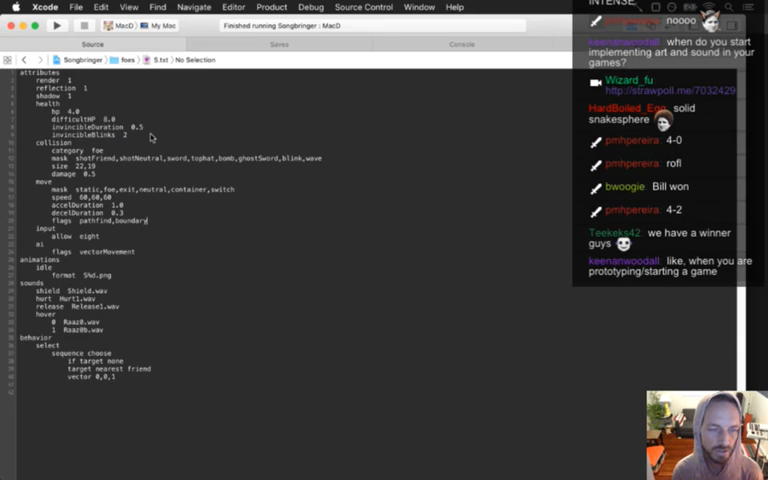 Xcode File Edit View Find Navigate Editor Product Debug Source Control Window Help
MacD My Mac
Finished running Songbringer : MacD
Source Saves Console
Songbringer foes S.txt No Selection
attributes
render 1
reflection 1
shadow 1
health
hp 4.0
difficultHP 8.0
invincibleDuration 0.5
invincibleBlinks 2
collision
category foe
mask shotFriend,shotNeutral,sword,tophat,bomb,ghostSword,blink,wave
size 22,19
damage 0.5
move
mask static,foe,exit,neutral,container,switch
speed 60,60,60
accelDuration 1.0
decelDuration 0.3
flags pathfind,boundary
input
allow eight
ai
flags vectorMovement
animations
idle
format S%d.png
sounds
shield Shield.wav
hurt Hurt1.wav
release Release1.wav
hover
0 Raaz0.wav
1 Raaz0b.wav
behavior
select
sequence choose
if target none
target nearest friend
vector 0,0,1
INTENSE
noooo
keenanwoodall: when do you start
implementing art and sound in your
games?
Wizard_fu
http://strawpoll.me/7032429
HardBoiled_Egg: solid
snakesphere
pmhpereira: 4-0
pmhpereira: rofl
bwoogie: Bill won
pmhpereira: 4-2
Teekeks42: we have a winner
guys
keenanwoodall: like, when you are
prototyping/starting a game